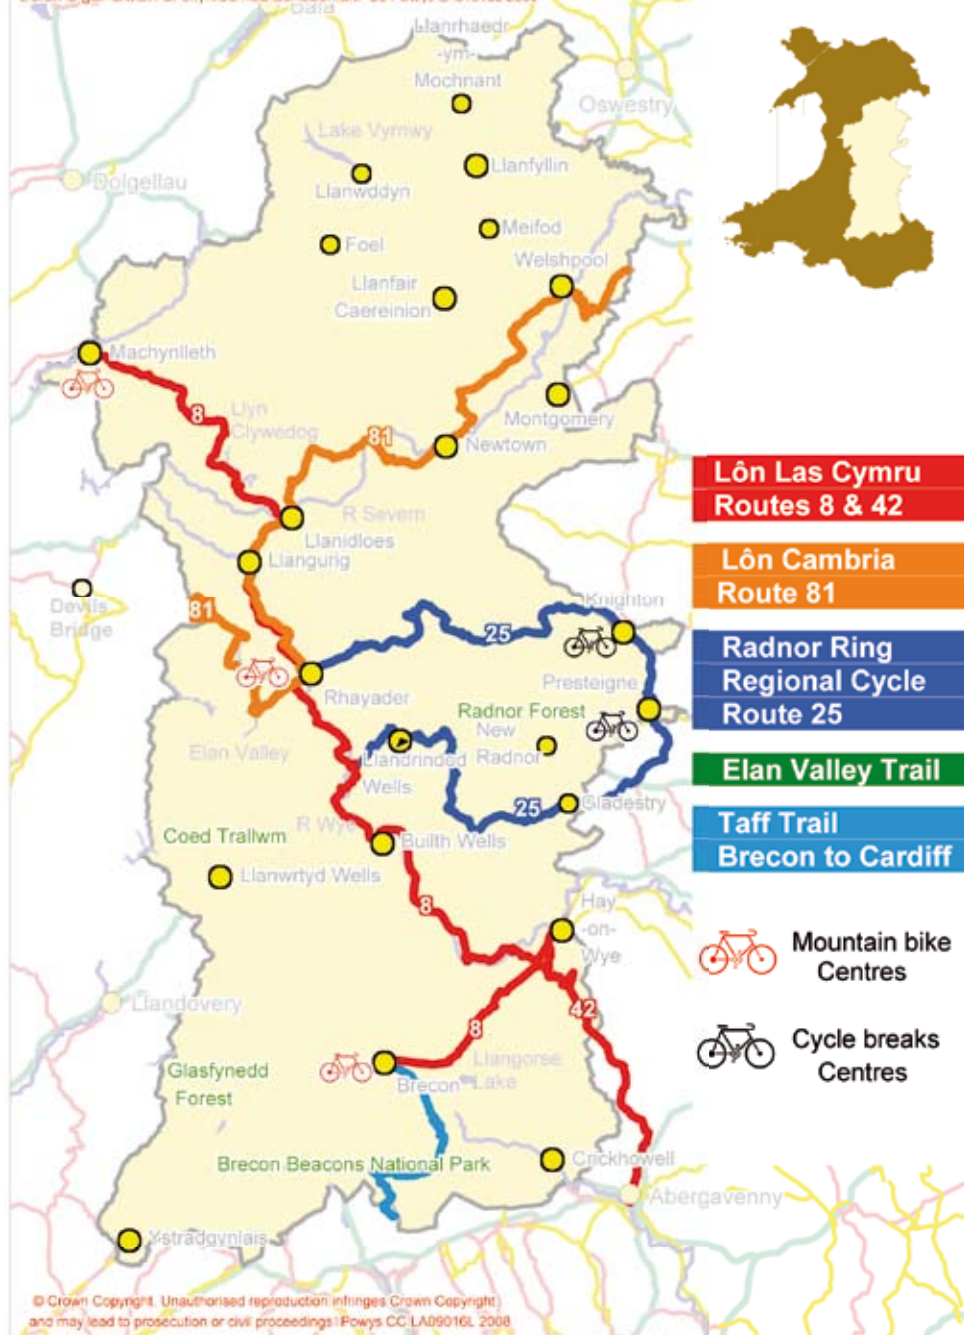 Bala
Llanrhaedr
-ym-
Mochnant
Oswestry
Lake Vyrnwy
Llanfyllin
Dolgellau
Llanwddyn
Meifod
Foel
Welshpool
Llanfair
Caereinion
Machynlleth
8
Llyn
Clywedog
Montgomery
81
Newtown
R Severn
Llanidloes
Llangurig
Devils
Bridge
81
Knighton
25
Rhayader
Presteigne
Radnor Forest
New
Radnor
Elan Valley
Llandrindod
Wells
25
Gladestry
R Wye
Coed Trallwm
Builth Wells
Llanwrtyd Wells
8
Hay
-on-
Wye
Llandovery
42
8
Llangorse
Lake
Glasfynedd
Forest
Brecon
Brecon Beacons National Park
Crickhowell
Abergavenny
Ystradgynlais
Lôn Las Cymru
Routes 8 & 42
Lôn Cambria
Route 81
Radnor Ring
Regional Cycle
Route 25
Elan Valley Trail
Taff Trail
Brecon to Cardiff
Mountain bike
Centres
Cycle breaks
Centres
© Crown Copyright. Unauthorised reproduction infringes Crown Copyright
and may lead to prosecution or civil proceedings Powys CC LA09016L 2008